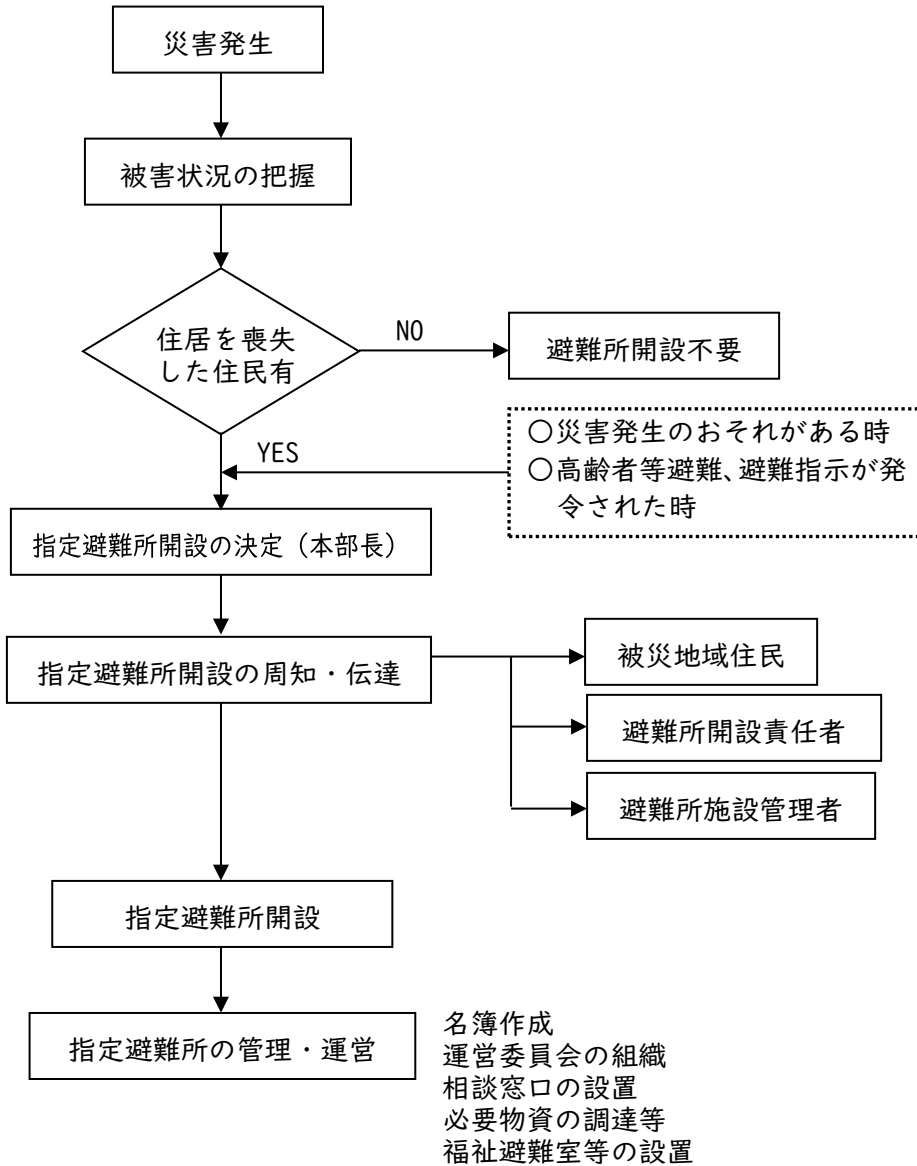 災害発生
被害状況の把握
住居を喪失
した住民有
NO
避難所開設不要
YES
○災害発生のおそれがある時
○高齢者等避難、避難指示が発
令された時
指定避難所開設の決定（本部長）
指定避難所開設の周知・伝達
被災地域住民
避難所開設責任者
避難所施設管理者
指定避難所開設
指定避難所の管理・運営
名簿作成
運営委員会の組織
相談窓口の設置
必要物資の調達等
福祉避難室等の設置